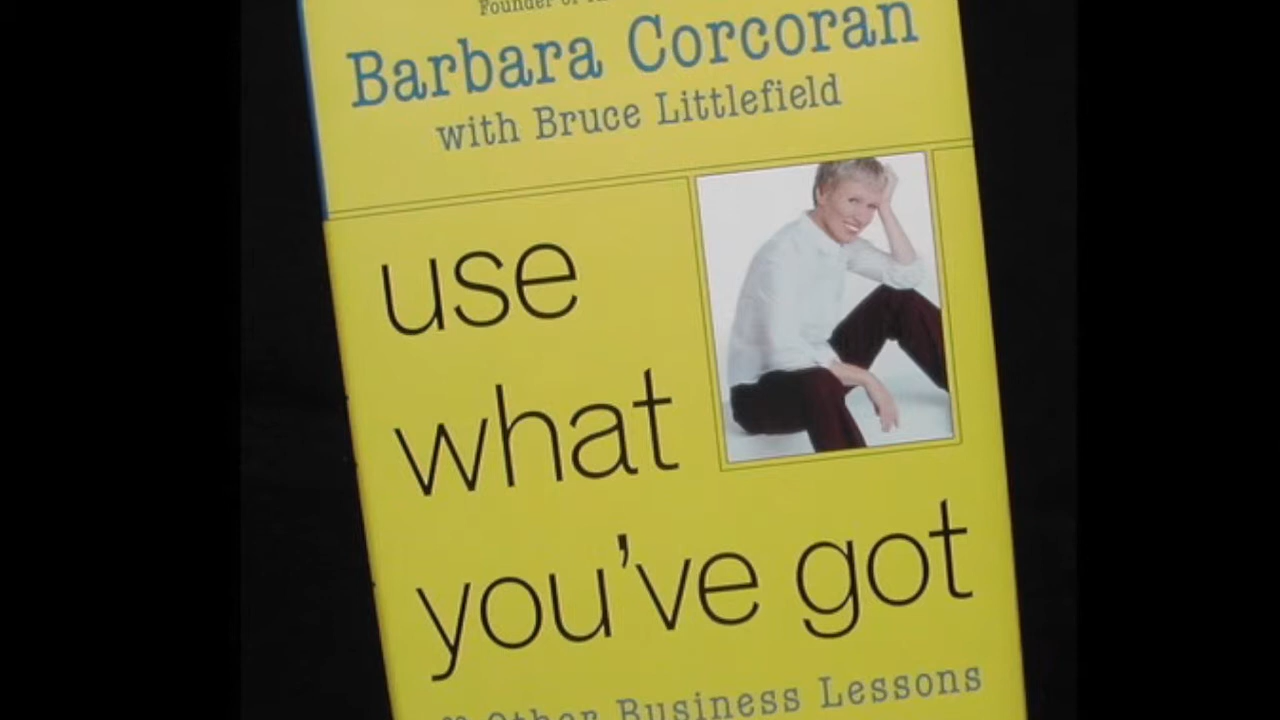 Founder of
Barbara Corcoran
with Bruce Littlefield
use
what
you've got
Other Business Lessons